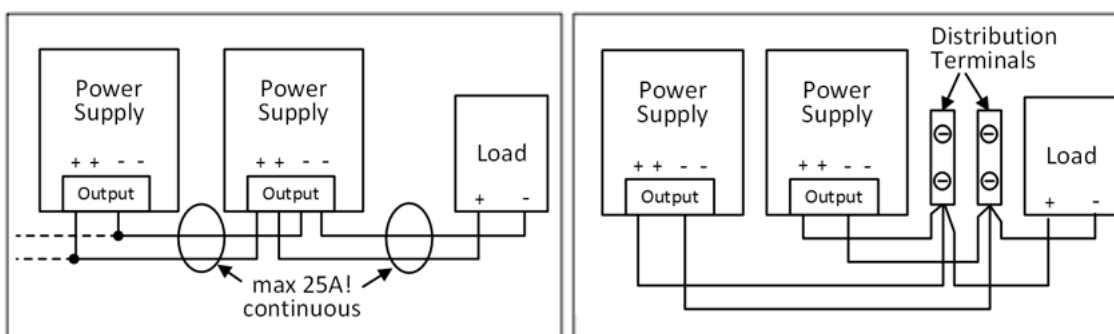 Power
Supply
+ + - -
Output
Power
Supply
+ + - -
Output
Load
+ -
max 25A!
continuous
Distribution
Terminals
Power
Supply
+ + - -
Output
Power
Supply
+ + - -
Output
Load
+ -